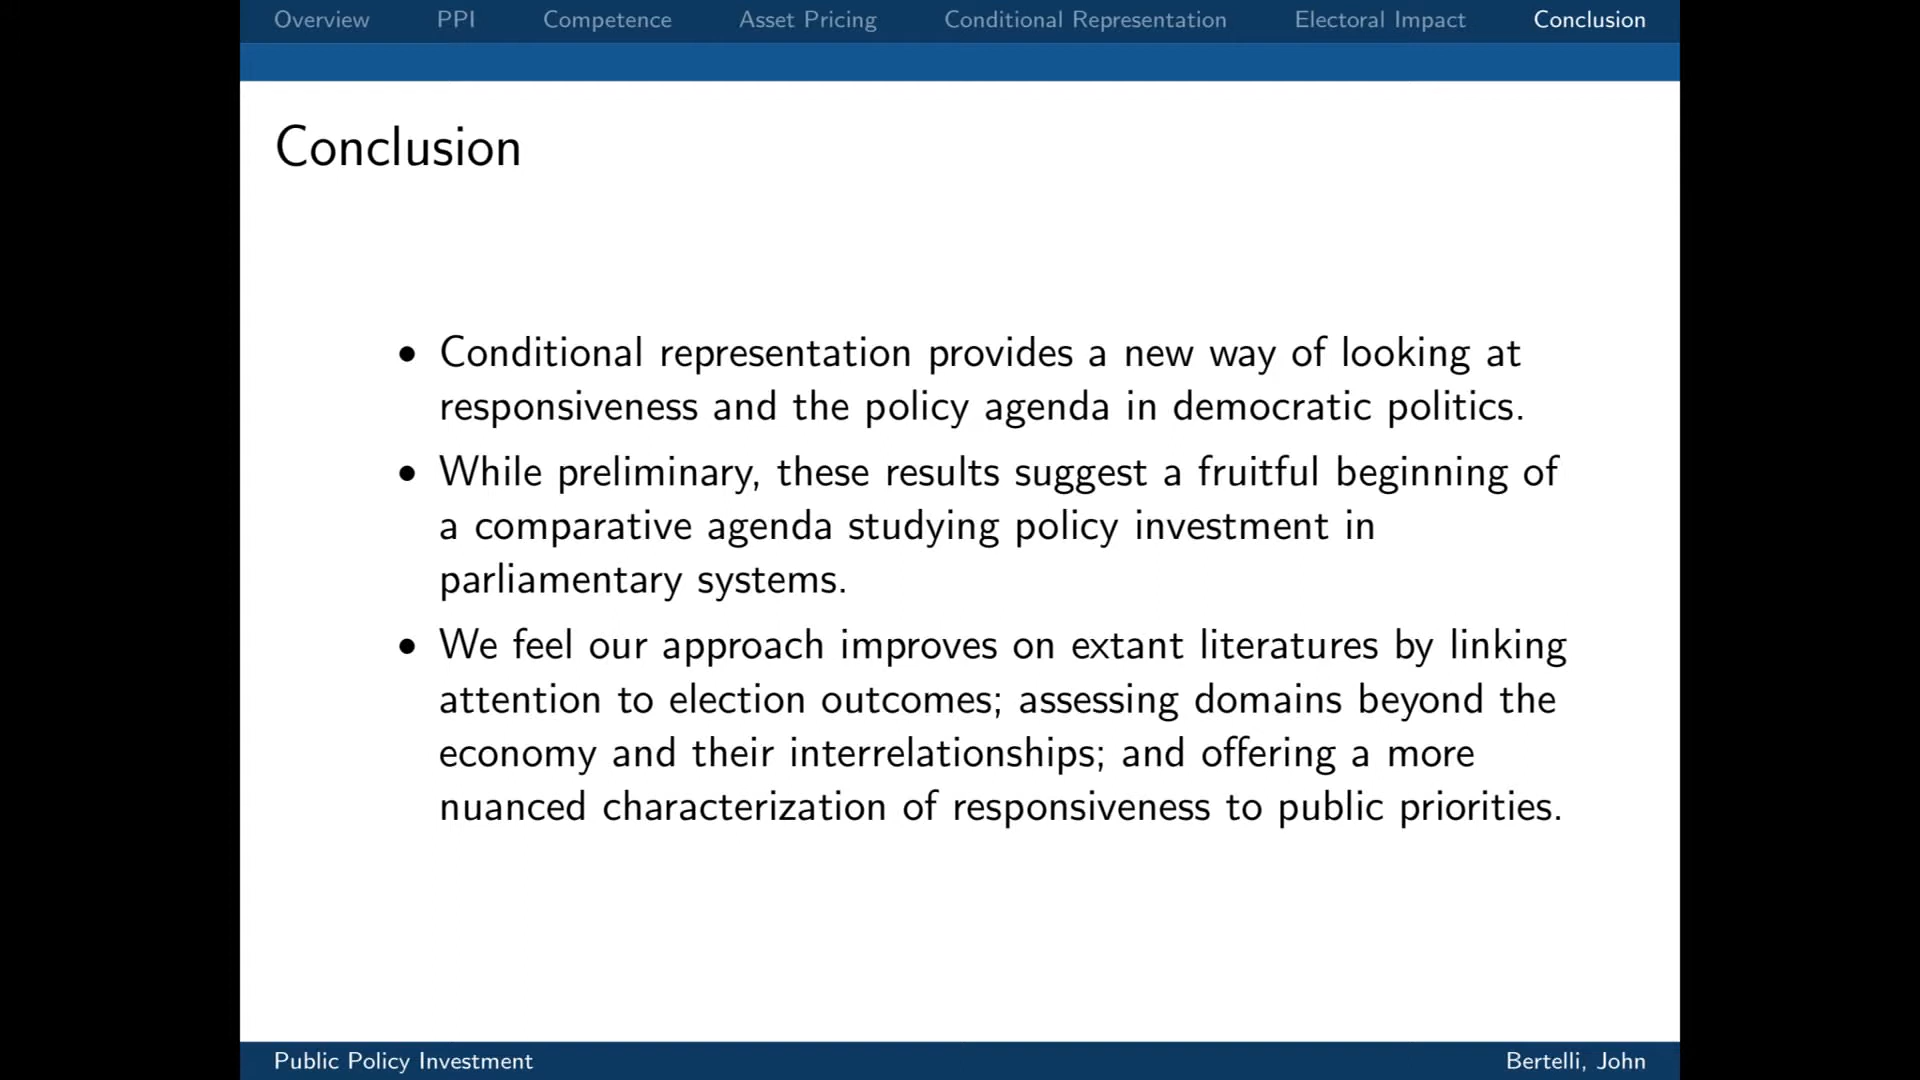 Overview PPI Competence Asset Pricing Conditional Representation Electoral Impact Conclusion
Conclusion
• Conditional representation provides a new way of looking at
responsiveness and the policy agenda in democratic politics.
• While preliminary, these results suggest a fruitful beginning of
a comparative agenda studying policy investment in
parliamentary systems.
• We feel our approach improves on extant literatures by linking
attention to election outcomes; assessing domains beyond the
economy and their interrelationships; and offering a more
nuanced characterization of responsiveness to public priorities.
Public Policy Investment Bertelli, John